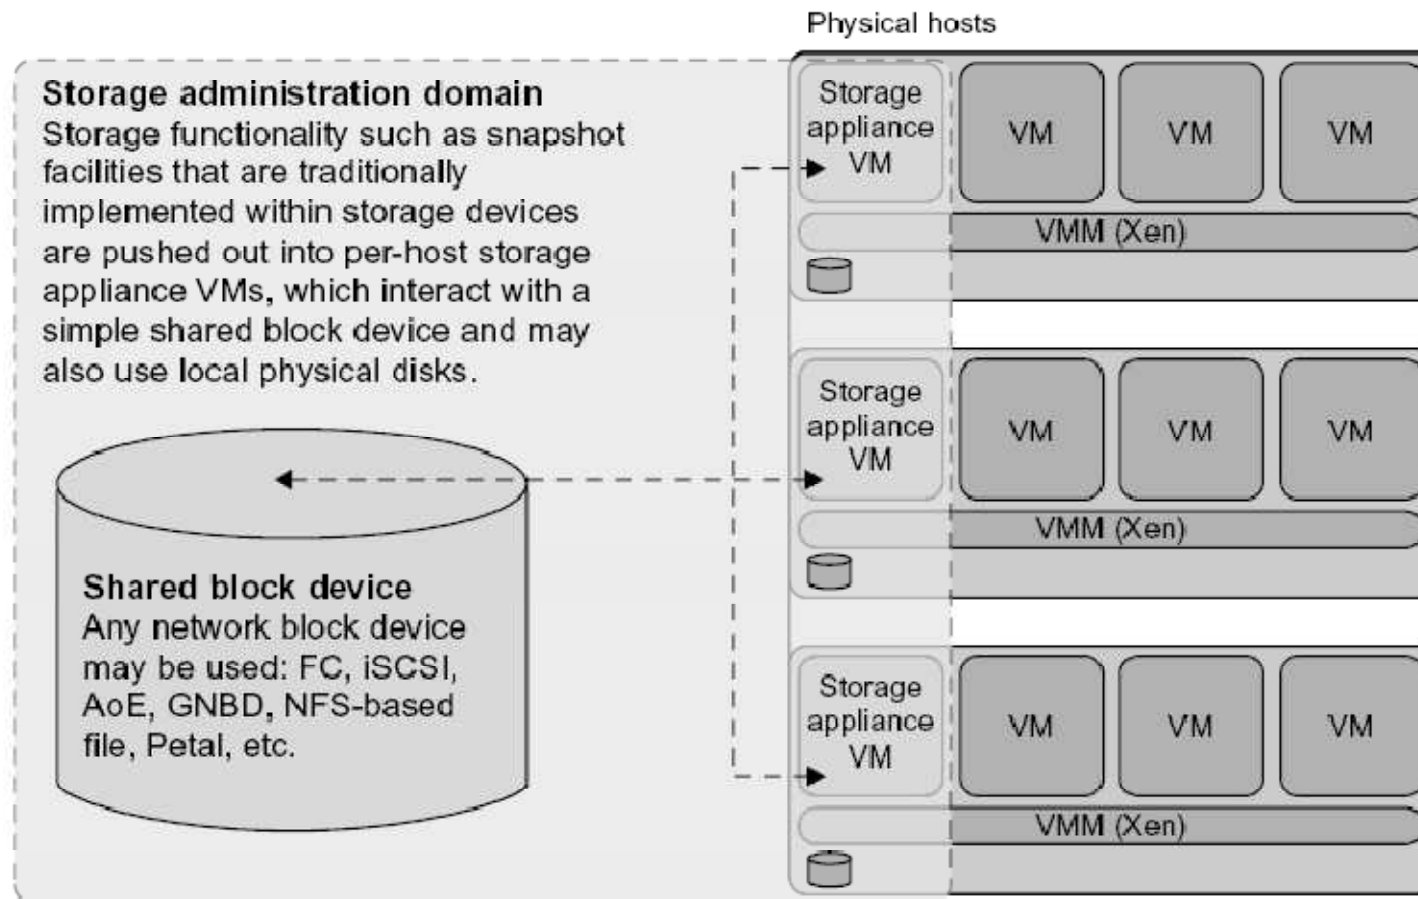 Physical hosts
Storage administration domain
Storage functionality such as snapshot
facilities that are traditionally
implemented within storage devices
are pushed out into per-host storage
appliance VMs, which interact with a
simple shared block device and may
also use local physical disks.
Shared block device
Any network block device
may be used: FC, iSCSI,
AoE, GNBD, NFS-based
file, Petal, etc.
Storage
appliance
VM
VM
VM
VM
VMM (Xen)
Storage
appliance
VM
VM
VM
VM
VMM (Xen)
Storage
appliance
VM
VM
VM
VM
VMM (Xen)